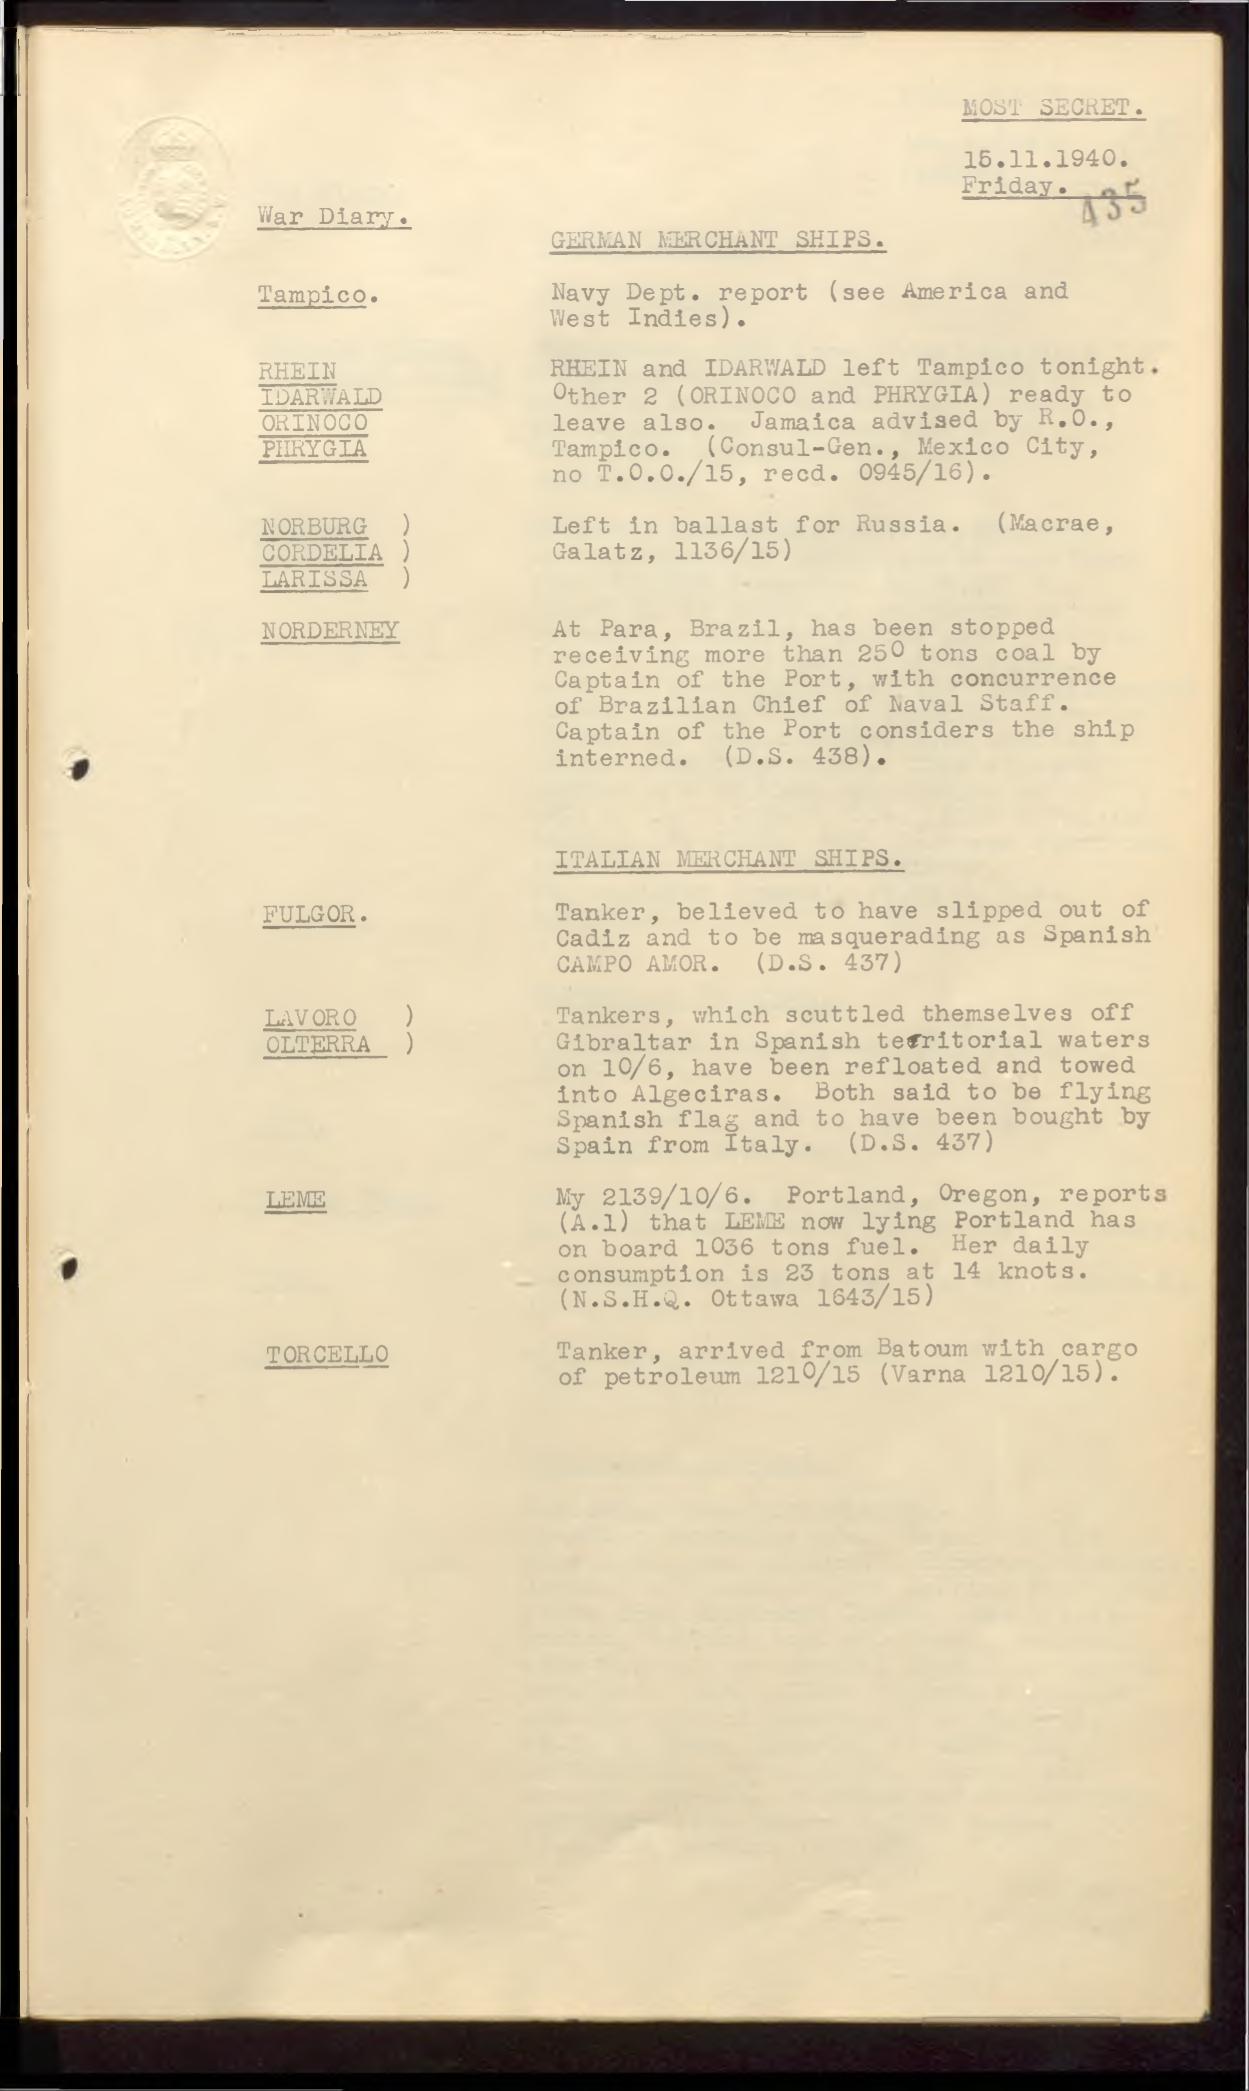 MOST SECRET.
15.11.1940.
Friday.
435
War Diary.
GERMAN MERCHANT SHIPS.
Tampico.
Navy Dept. report (see America and
West Indies).
RHEIN
IDARWALD
ORINOCO
PHRYGIA
RHEIN and IDARWALD left Tampico tonight.
Other 2 (ORINOCO and PHRYGIA) ready to
leave also. Jamaica advised by R.O.,
Tampico. (Consul-Gen., Mexico City,
no T.O.O./15, recd. 0945/16).
NORBURG )
CORDELIA )
LARISSA )
Left in ballast for Russia. (Macrae,
Galatz, 1136/15)
NORDERNEY
At Para, Brazil, has been stopped
receiving more than 250 tons coal by
Captain of the Port, with concurrence
of Brazilian Chief of Naval Staff.
Captain of the Port considers the ship
interned. (D.S. 438).
ITALIAN MERCHANT SHIPS.
FULGOR.
Tanker, believed to have slipped out of
Cadiz and to be masquerading as Spanish
CAMPO AMOR. (D.S. 437)
LAVORO )
OLTERRA )
Tankers, which scuttled themselves off
Gibraltar in Spanish territorial waters
on 10/6, have been refloated and towed
into Algeciras. Both said to be flying
Spanish flag and to have been bought by
Spain from Italy. (D.S. 437)
LEME
My 2139/10/6. Portland, Oregon, reports
(A.1) that LEME now lying Portland has
on board 1036 tons fuel. Her daily
consumption is 23 tons at 14 knots.
(N.S.H.Q. Ottawa 1643/15)
TORCELLO
Tanker, arrived from Batoum with cargo
of petroleum 1210/15 (Varna 1210/15).